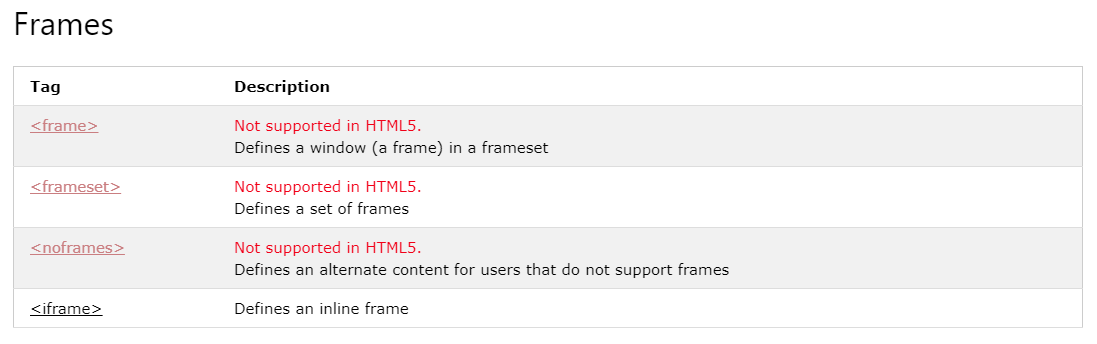 Frames
Tag Description
<frame> Not supported in HTML5.
Defines a window (a frame) in a frameset
<frameset> Not supported in HTML5.
Defines a set of frames
<noframes> Not supported in HTML5.
Defines an alternate content for users that do not support frames
<iframe> Defines an inline frame